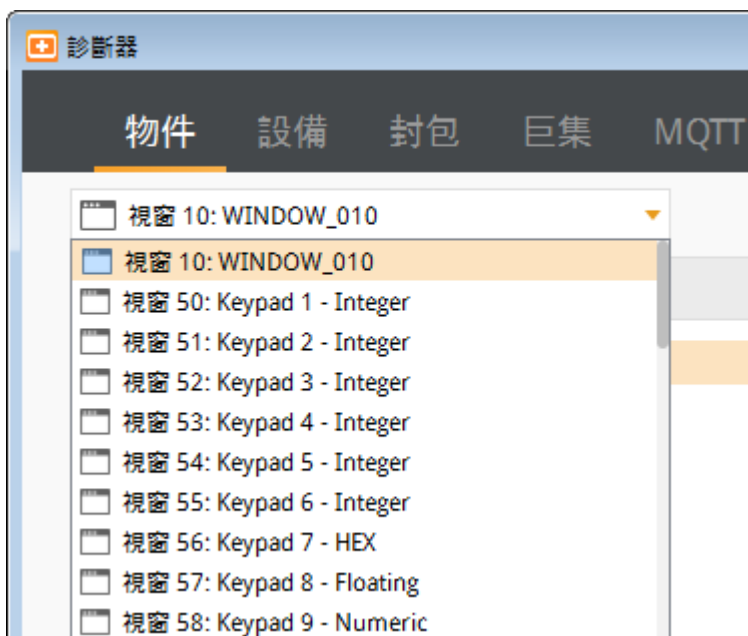 診斷器
物件 設備 封包 巨集 MQTT
視窗 10: WINDOW_010
視窗 10: WINDOW_010
視窗 50: Keypad 1 - Integer
視窗 51: Keypad 2 - Integer
視窗 52: Keypad 3 - Integer
視窗 53: Keypad 4 - Integer
視窗 54: Keypad 5 - Integer
視窗 55: Keypad 6 - Integer
視窗 56: Keypad 7 - HEX
視窗 57: Keypad 8 - Floating
視窗 58: Keypad 9 - Numeric